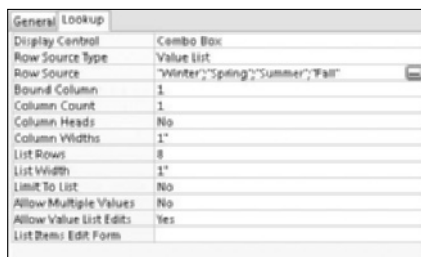 General Lookup
Display Control Combo Box
Row Source Type Value List
Row Source "Winter";"Spring";"Summer";"Fall"
Bound Column 1
Column Count 1
Column Heads No
Column Widths 1"
List Rows 8
List Width 1"
Limit To List No
Allow Multiple Values No
Allow Value List Edits Yes
List Items Edit Form